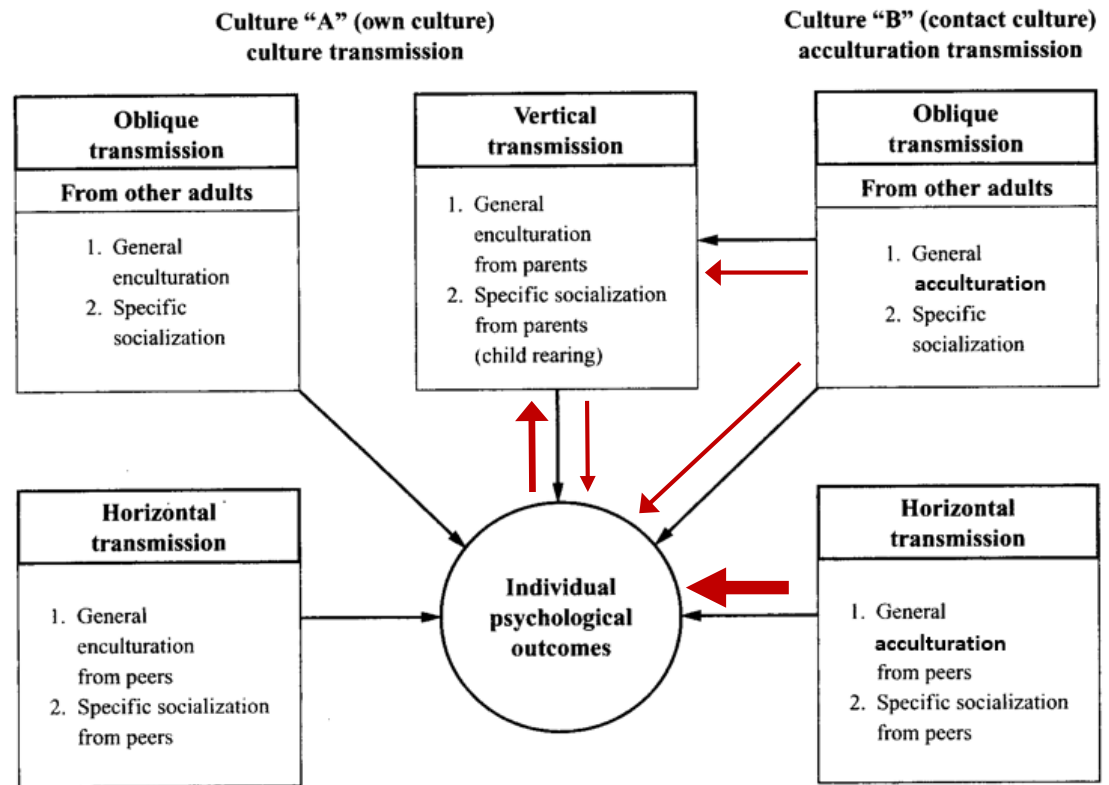 Culture “A” (own culture)
culture transmission
Culture “B” (contact culture)
acculturation transmission
Oblique
transmission
From other adults
1. General
enculturation
2. Specific
socialization
Vertical
transmission
1. General
enculturation
from parents
2. Specific socialization
from parents
(child rearing)
Oblique
transmission
From other adults
1. General
acculturation
2. Specific
socialization
Horizontal
transmission
1. General
enculturation
from peers
2. Specific socialization
from peers
Individual
psychological
outcomes
Horizontal
transmission
1. General
acculturation
from peers
2. Specific socialization
from peers